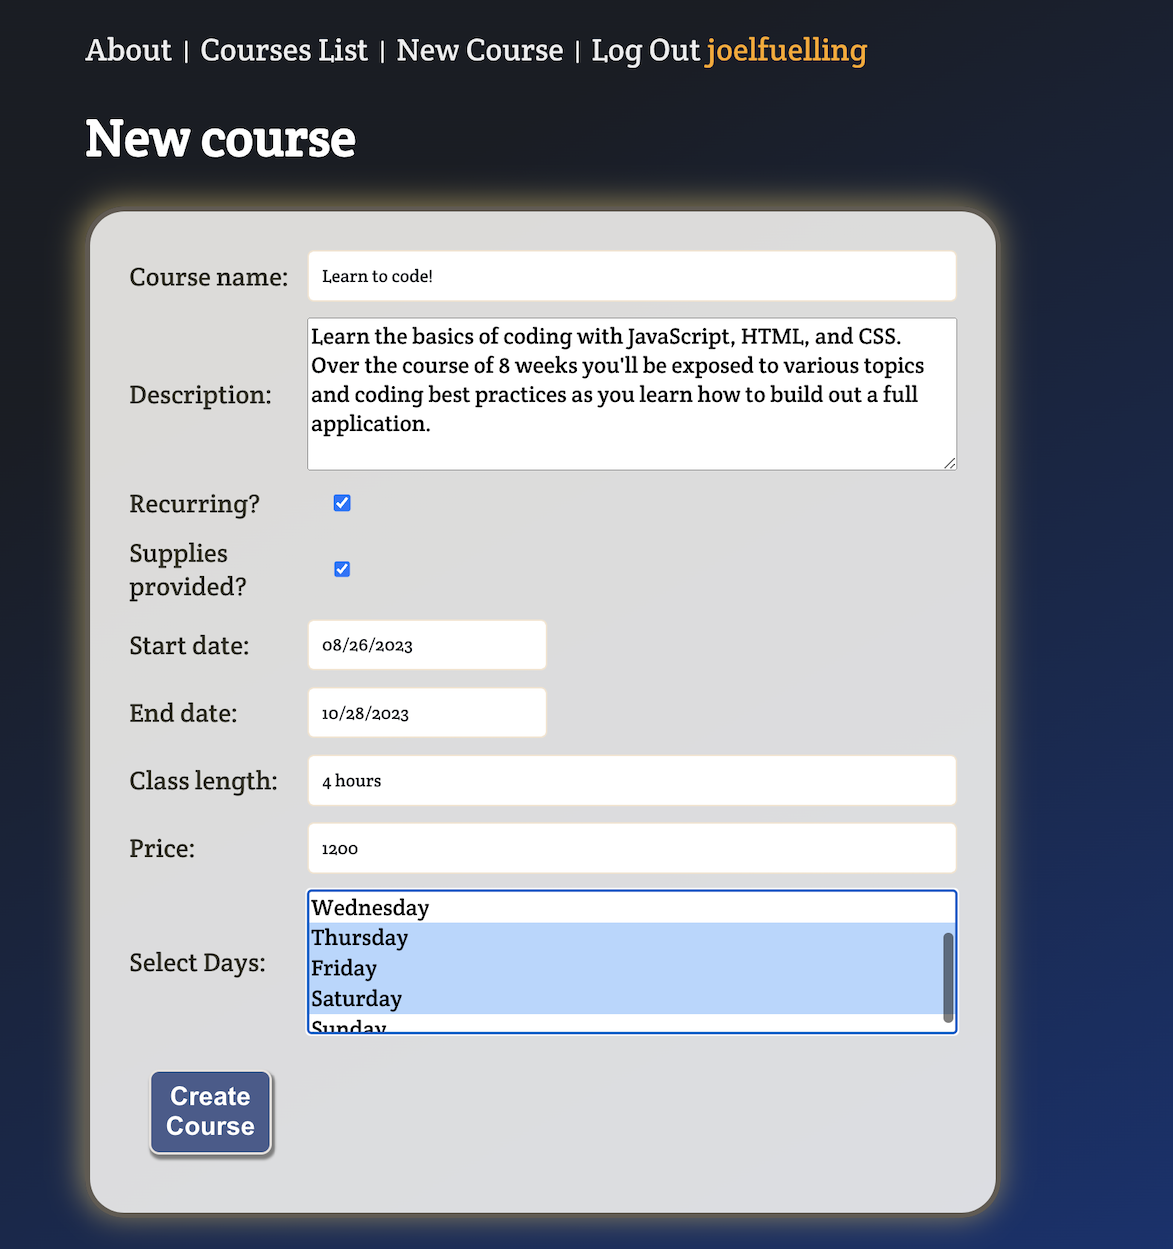 About | Courses List | New Course | Log Out joelfuelling
New course
Course name: Learn to code!
Description:
Learn the basics of coding with JavaScript, HTML, and CSS.
Over the course of 8 weeks you'll be exposed to various topics
and coding best practices as you learn how to build out a full
application.
Recurring?
Supplies
provided?
Start date: 08/26/2023
End date: 10/28/2023
Class length: 4 hours
Price: 1200
Select Days:
Wednesday
Thursday
Friday
Saturday
Sunday
Create
Course